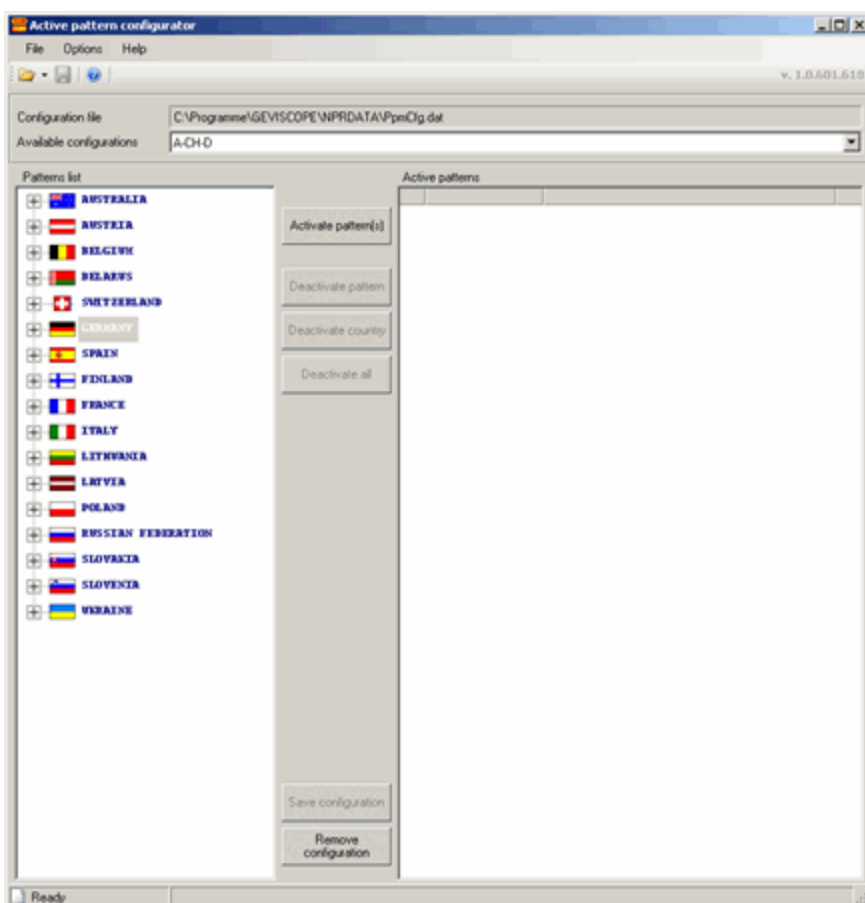 Active pattern configurator
File Options Help
v. 1.0.601.618
Configuration file C:\Programme\GEVISCOPE\NPRDATA\PpmCfg.dat
Available configurations A-CH-D
Patterns list
Active patterns
AUSTRALIA
AUSTRIA
BELGIUM
BELARUS
SWITZERLAND
GERMANY
SPAIN
FINLAND
FRANCE
ITALY
LITHUANIA
LATVIA
POLAND
RUSSIAN FEDERATION
SLOVAKIA
SLOVENIA
UKRAINE
Activate pattern(s)
Deactivate pattern
Deactivate country
Deactivate all
Save configuration
Remove
configuration
Ready